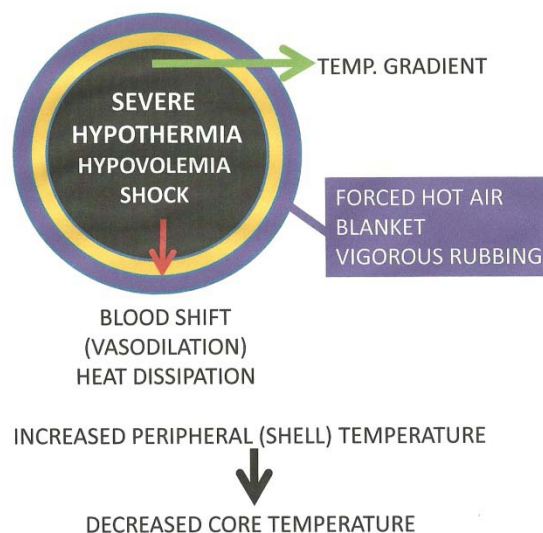 TEMP. GRADIENT
SEVERE
HYPOTHERMIA
HYPOVOLEMIA
SHOCK
FORCED HOT AIR
BLANKET
VIGOROUS RUBBING
BLOOD SHIFT
(VASODILATION)
HEAT DISSIPATION
INCREASED PERIPHERAL (SHELL) TEMPERATURE
DECREASED CORE TEMPERATURE